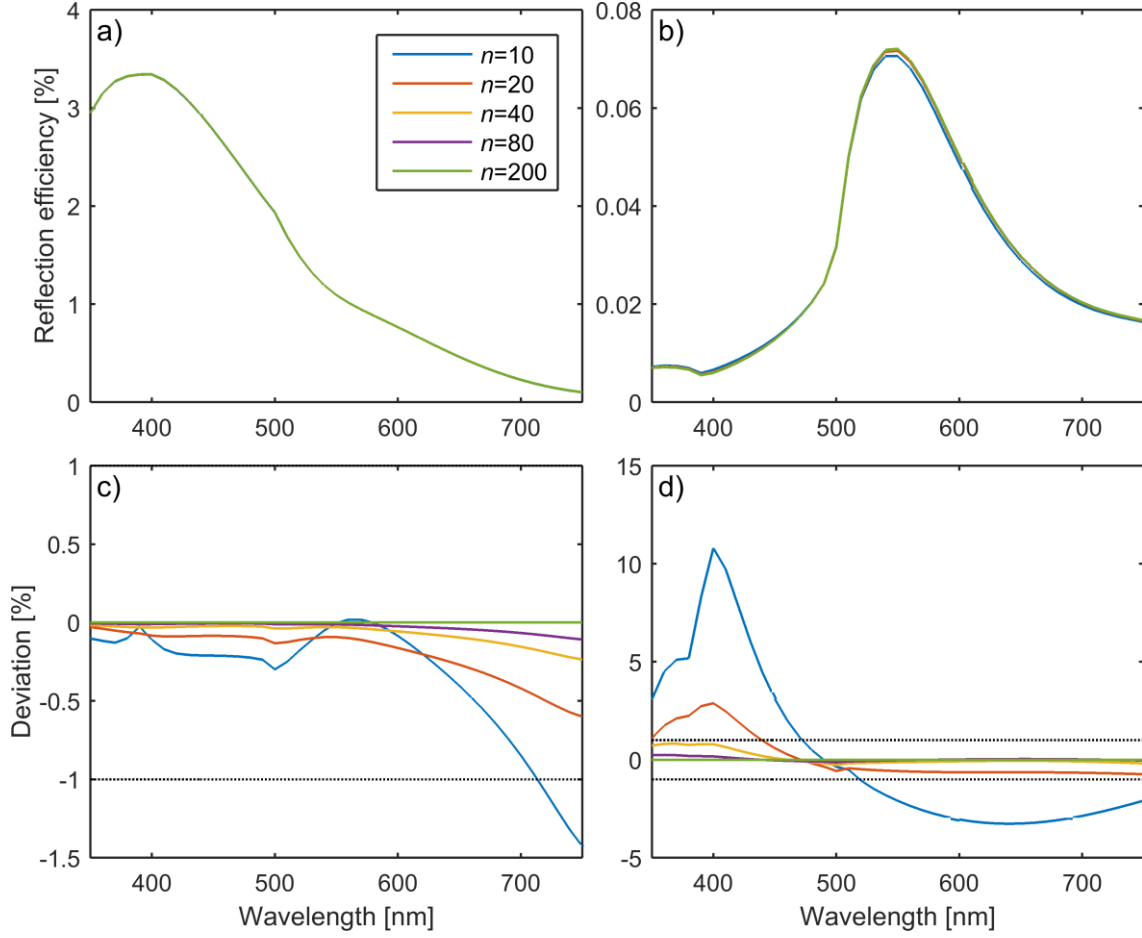 a)
n=10
n=20
n=40
n=80
n=200
Reflection efficiency [%]
4
3
2
1
0
400 500 600 700
b)
0.08
0.06
0.04
0.02
0
400 500 600 700
c)
Deviation [%]
1
0.5
0
-0.5
-1
-1.5
400 500 600 700
Wavelength [nm]
d)
15
10
5
0
-5
400 500 600 700
Wavelength [nm]